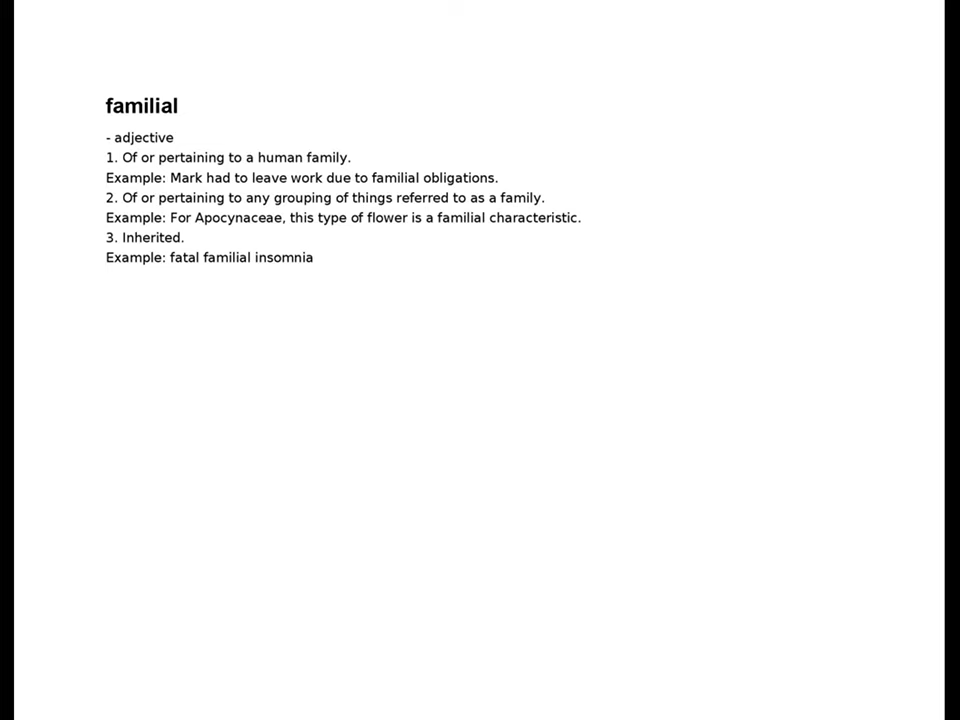 familial
- adjective
1. Of or pertaining to a human family.
Example: Mark had to leave work due to familial obligations.
2. Of or pertaining to any grouping of things referred to as a family.
Example: For Apocynaceae, this type of flower is a familial characteristic.
3. Inherited.
Example: fatal familial insomnia